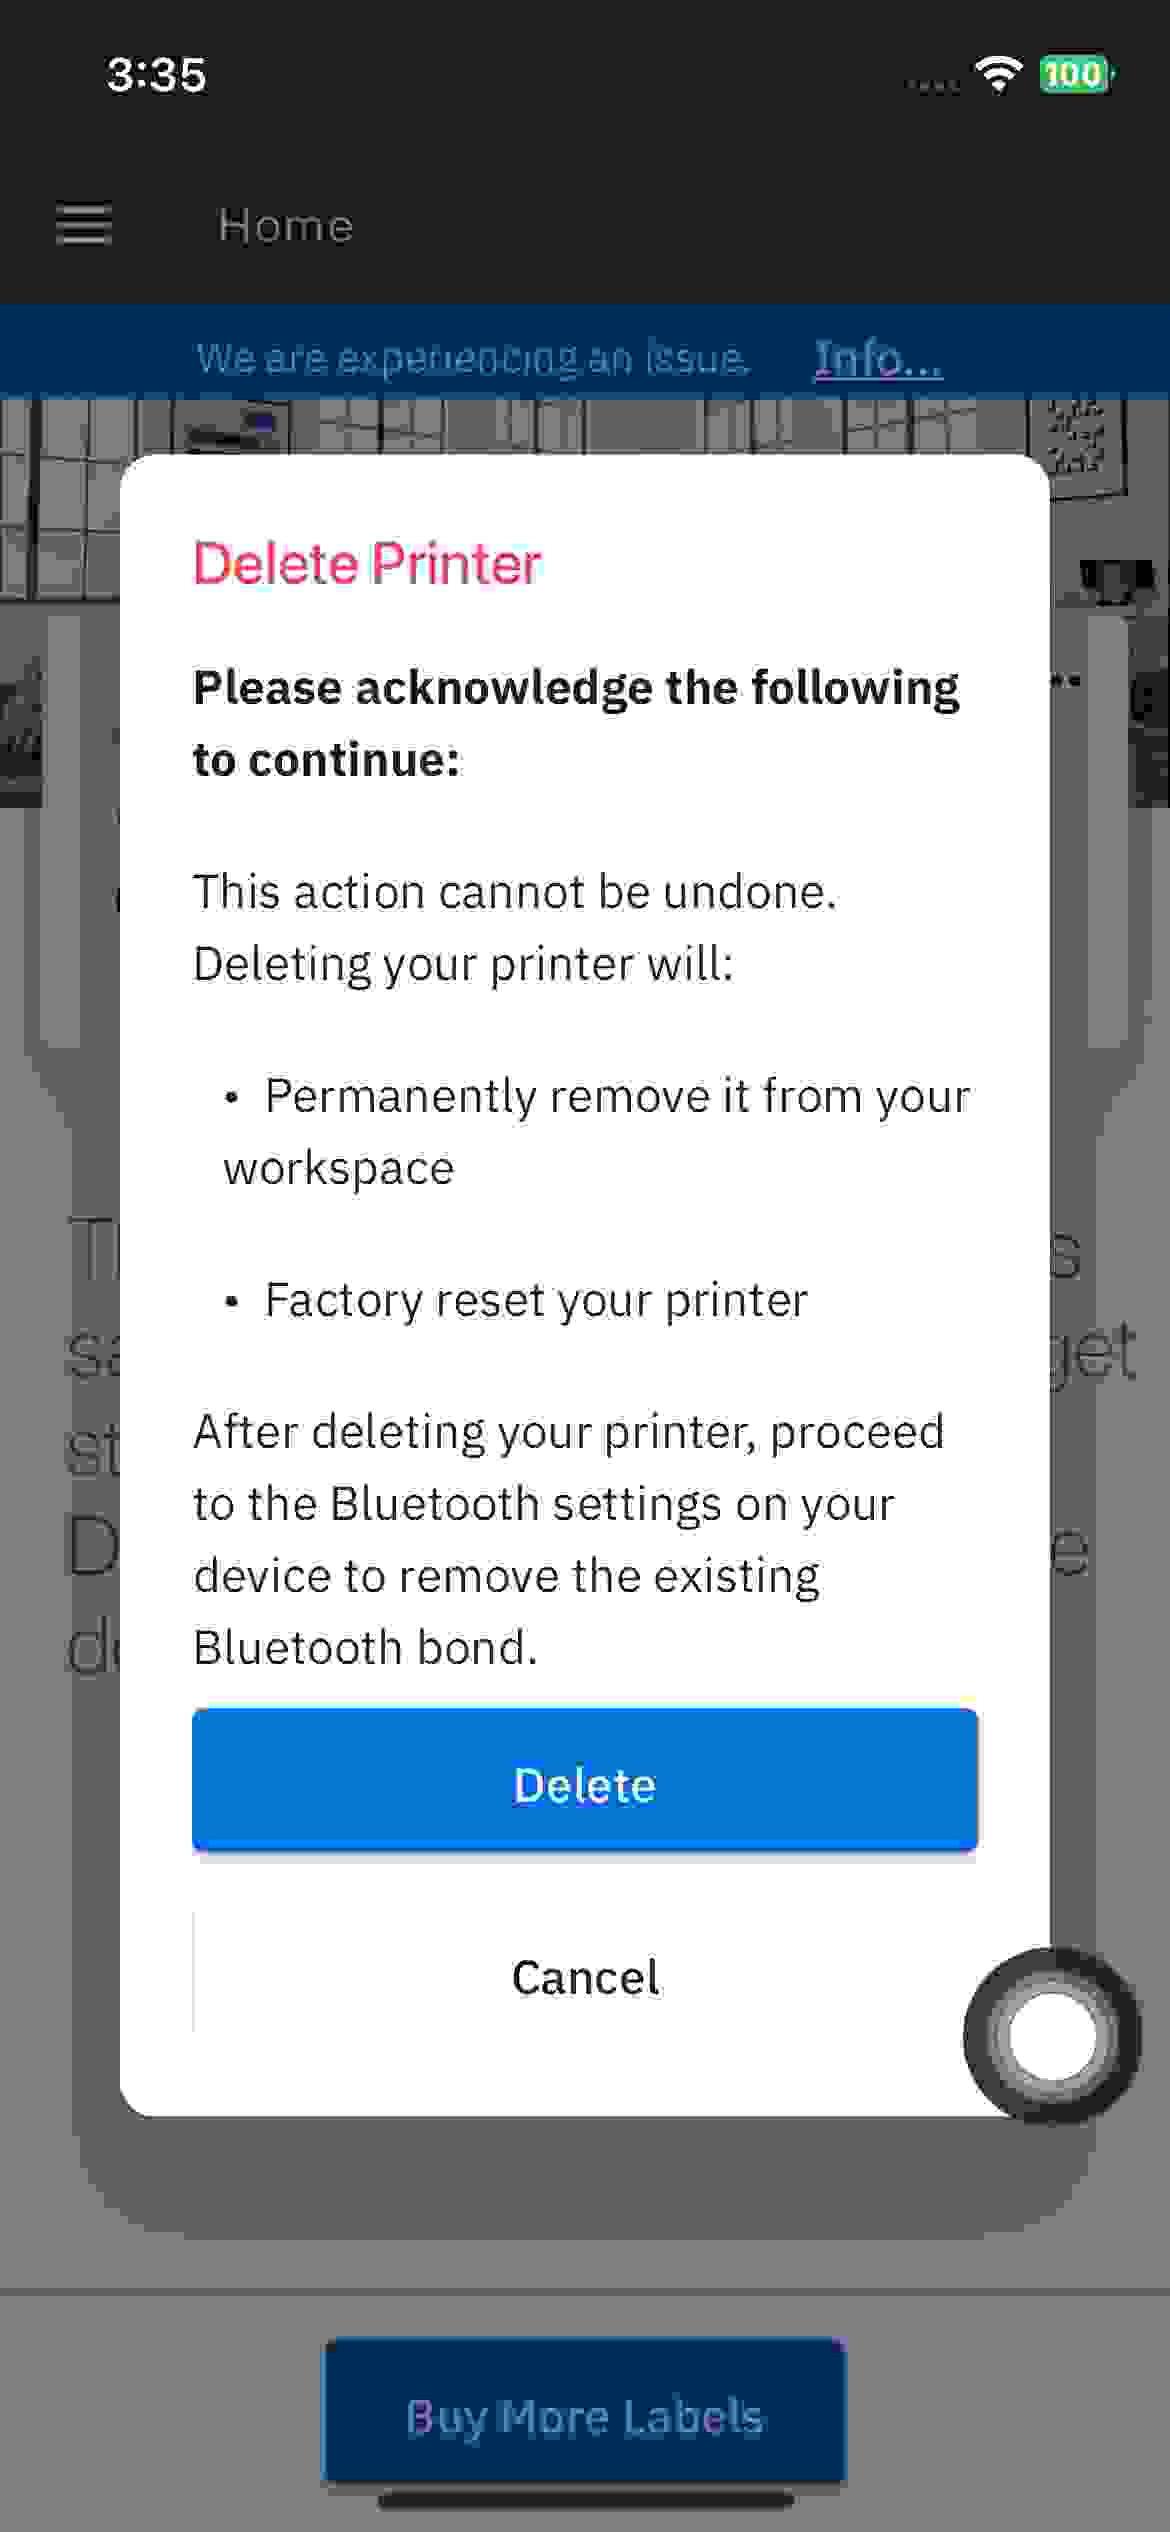 3:35
100
Home
We are experiencing an issue. Info...
Delete Printer
Please acknowledge the following
to continue:
This action cannot be undone.
Deleting your printer will:
• Permanently remove it from your
workspace
• Factory reset your printer
After deleting your printer, proceed
to the Bluetooth settings on your
device to remove the existing
Bluetooth bond.
Delete
Cancel
get
Buy More Labels